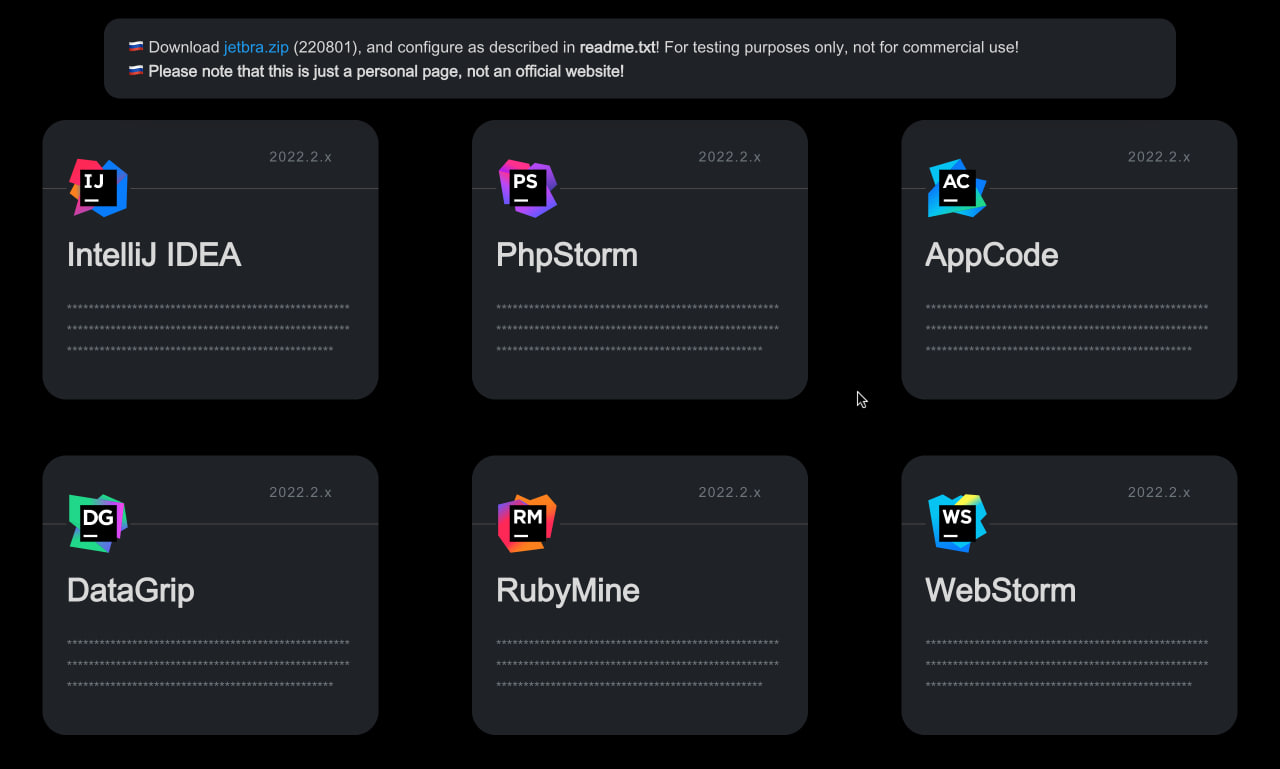 Download jetbra.zip (220801), and configure as described in readme.txt! For testing purposes only, not for commercial use!
Please note that this is just a personal page, not an official website!
2022.2.x
IJ
IntelliJ IDEA
*****************************************************
*****************************************************
**************************************************
2022.2.x
PS
PhpStorm
*****************************************************
*****************************************************
**************************************************
2022.2.x
AC
AppCode
*****************************************************
*****************************************************
**************************************************
2022.2.x
DG
DataGrip
*****************************************************
*****************************************************
**************************************************
2022.2.x
RM
RubyMine
*****************************************************
*****************************************************
**************************************************
2022.2.x
WS
WebStorm
*****************************************************
*****************************************************
**************************************************